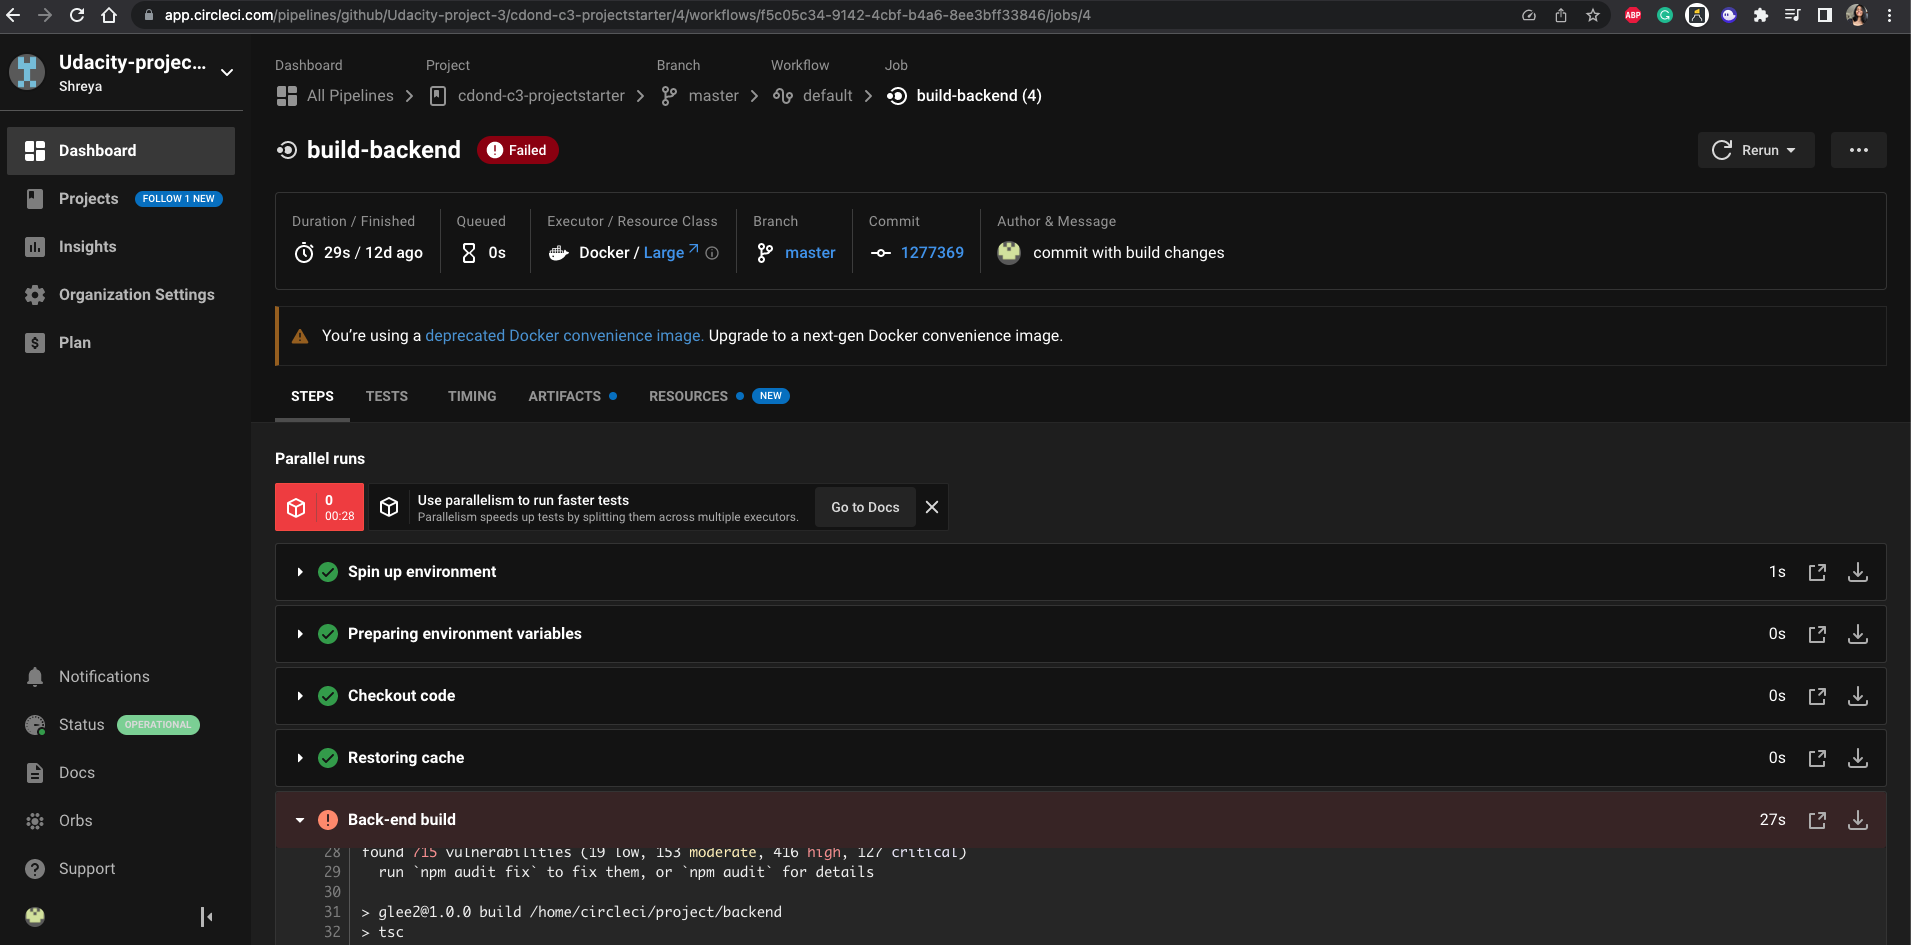 app.circleci.com/pipelines/github/Udacity-project-3/cdond-c3-projectstarter/4/workflows/f5c05c34-9142-4cbf-b4a6-8ee3bff33846/jobs/4
ABP
G
Udacity-projec...
Shreya
Dashboard
Projects FOLLOW 1 NEW
Insights
Organization Settings
Plan
Notifications
Status OPERATIONAL
Docs
Orbs
Support
Dashboard Project Branch Workflow Job
All Pipelines cdond-c3-projectstarter master default build-backend (4)
build-backend Failed
Rerun
Duration / Finished Queued Executor / Resource Class Branch Commit Author & Message
29s / 12d ago 0s Docker / Large master 1277369 commit with build changes
You’re using a deprecated Docker convenience image. Upgrade to a next-gen Docker convenience image.
STEPS TESTS TIMING ARTIFACTS RESOURCES NEW
Parallel runs
0
00:28
Use parallelism to run faster tests
Parallelism speeds up tests by splitting them across multiple executors.
Go to Docs
Spin up environment 1s
Preparing environment variables 0s
Checkout code 0s
Restoring cache 0s
Back-end build 27s
28 found 715 vulnerabilities (19 low, 153 moderate, 416 high, 127 critical)
29 run `npm audit fix` to fix them, or `npm audit` for details
30
31 > glee2@1.0.0 build /home/circleci/project/backend
32 > tsc